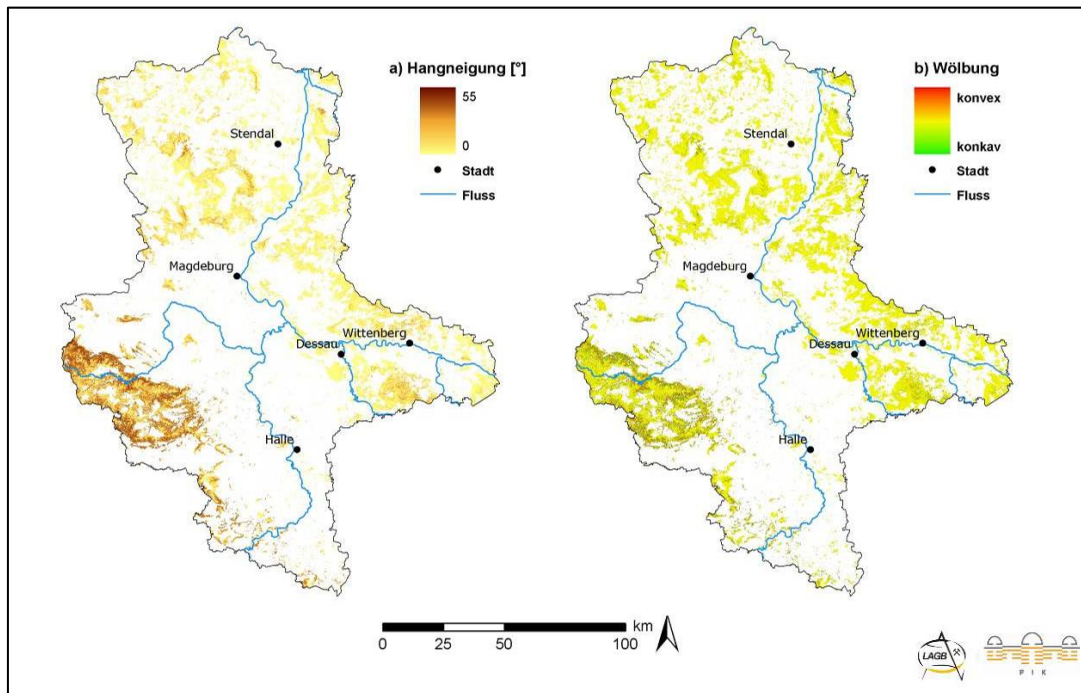 a) Hangneigung [°]
55
0
Stadt
Fluss
Stendal
Magdeburg
Wittenberg
Dessau
Halle
b) Wölbung
konvex
konkav
Stadt
Fluss
Stendal
Magdeburg
Wittenberg
Dessau
Halle
km
0 25 50 100
LAGB
P I K